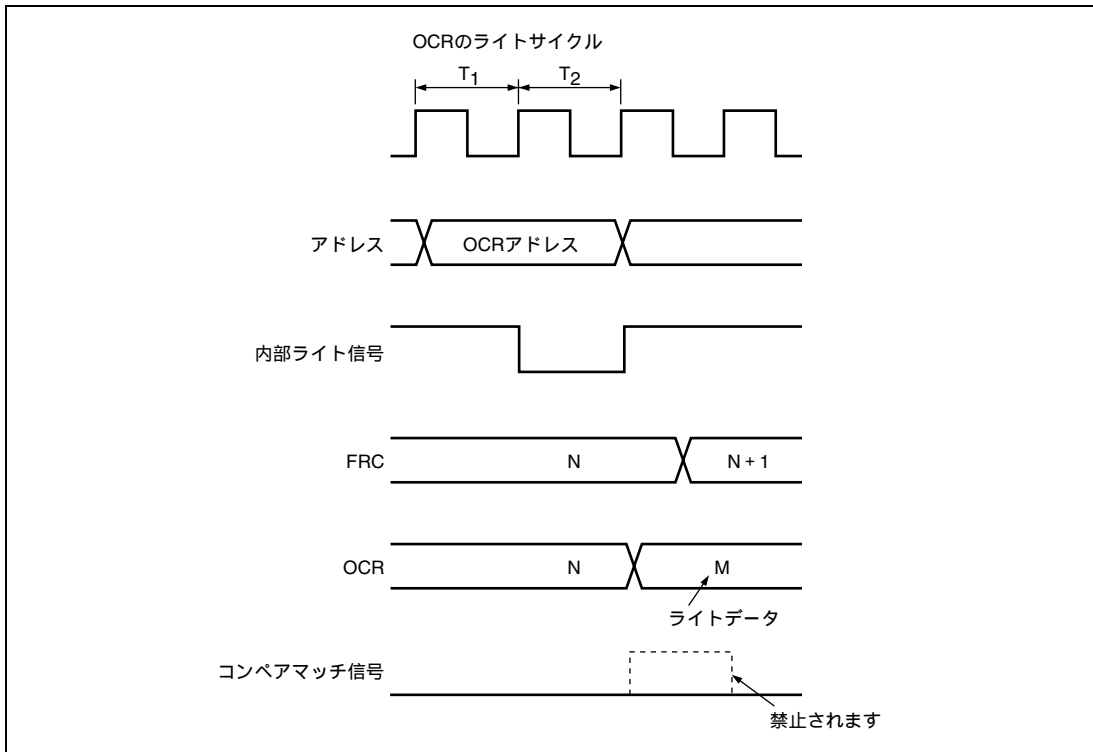 OCRのライトサイクル
T1 T2
アドレス OCRアドレス
内部ライト信号
FRC N N + 1
OCR N M
ライトデータ
コンペアマッチ信号
禁止されます